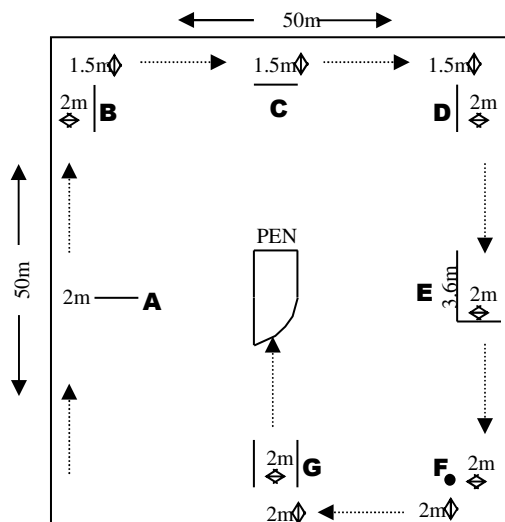 50m
1.5m 1.5m 1.5m
2m B C D 2m
50m
PEN
2m A E 3.6m 2m
2m G F 2m
2m 2m